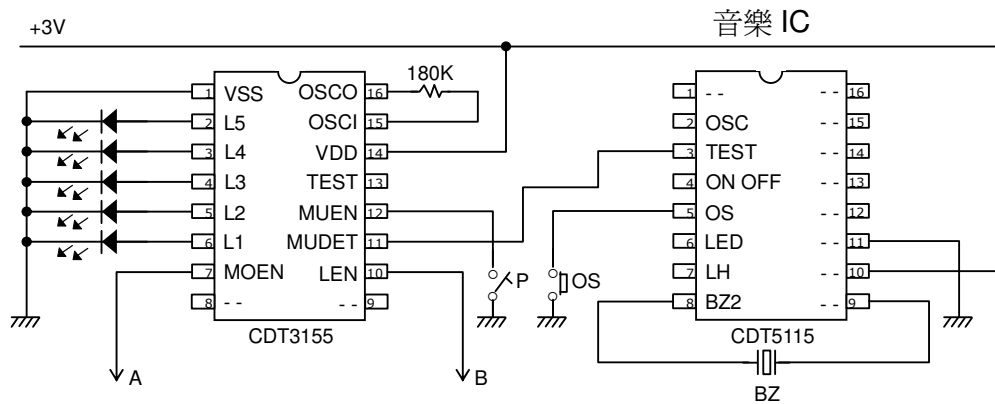 音樂 IC
+3V
180K
1 VSS OSCO 16
2 L5 OSCI 15
3 L4 VDD 14
4 L3 TEST 13
5 L2 MUEN 12
6 L1 MUDET 11
7 MOEN LEN 10
8 -- -- 9
CDT3155
A
B
P
OS
1 -- -- 16
2 OSC -- 15
3 TEST -- 14
4 ON OFF -- 13
5 OS -- 12
6 LED -- 11
7 LH -- 10
8 BZ2 -- 9
CDT5115
BZ